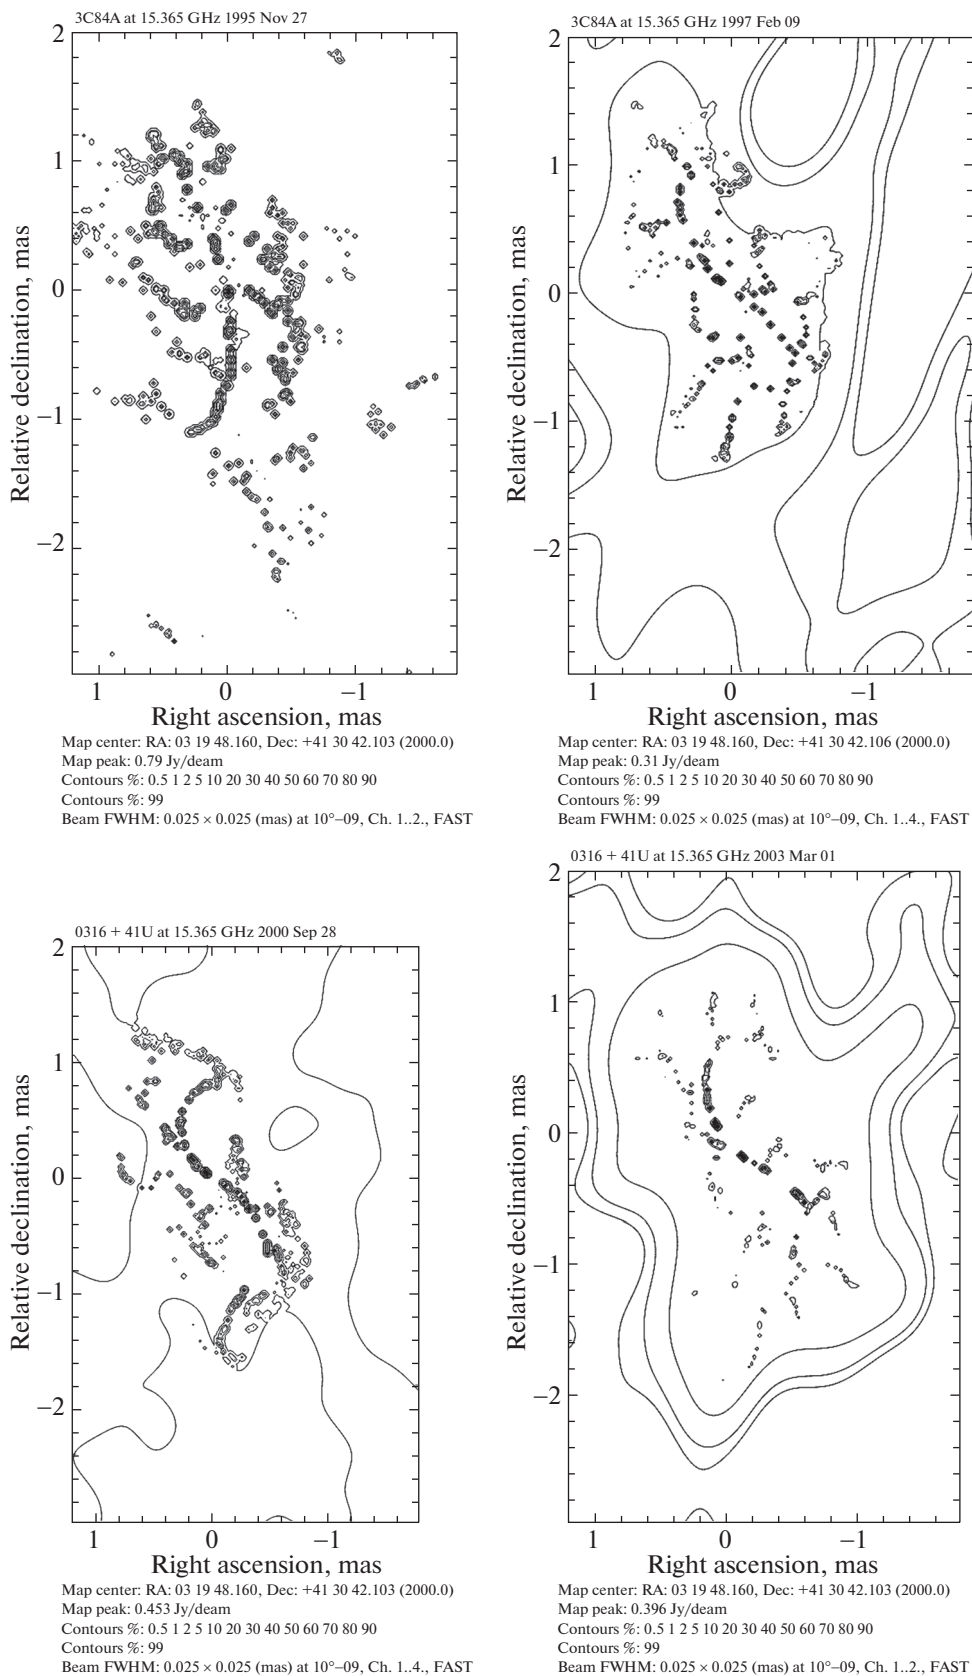 3C84A at 15.365 GHz 1995 Nov 27
2
1
0
−1
−2
Relative declination, mas
1 0 −1
Right ascension, mas
Map center: RA: 03 19 48.160, Dec: +41 30 42.103 (2000.0)
Map peak: 0.79 Jy/deam
Contours %: 0.5 1 2 5 10 20 30 40 50 60 70 80 90
Contours %: 99
Beam FWHM: 0.025 × 0.025 (mas) at 10°–09, Ch. 1..2., FAST
3C84A at 15.365 GHz 1997 Feb 09
2
1
0
−1
−2
Relative declination, mas
1 0 −1
Right ascension, mas
Map center: RA: 03 19 48.160, Dec: +41 30 42.106 (2000.0)
Map peak: 0.31 Jy/deam
Contours %: 0.5 1 2 5 10 20 30 40 50 60 70 80 90
Contours %: 99
Beam FWHM: 0.025 × 0.025 (mas) at 10°–09, Ch. 1..4., FAST
0316 + 41U at 15.365 GHz 2000 Sep 28
2
1
0
−1
−2
Relative declination, mas
1 0 −1
Right ascension, mas
Map center: RA: 03 19 48.160, Dec: +41 30 42.103 (2000.0)
Map peak: 0.453 Jy/deam
Contours %: 0.5 1 2 5 10 20 30 40 50 60 70 80 90
Contours %: 99
Beam FWHM: 0.025 × 0.025 (mas) at 10°–09, Ch. 1..4., FAST
0316 + 41U at 15.365 GHz 2003 Mar 01
2
1
0
−1
−2
Relative declination, mas
1 0 −1
Right ascension, mas
Map center: RA: 03 19 48.160, Dec: +41 30 42.103 (2000.0)
Map peak: 0.396 Jy/deam
Contours %: 0.5 1 2 5 10 20 30 40 50 60 70 80 90
Contours %: 99
Beam FWHM: 0.025 × 0.025 (mas) at 10°–09, Ch. 1..2., FAST